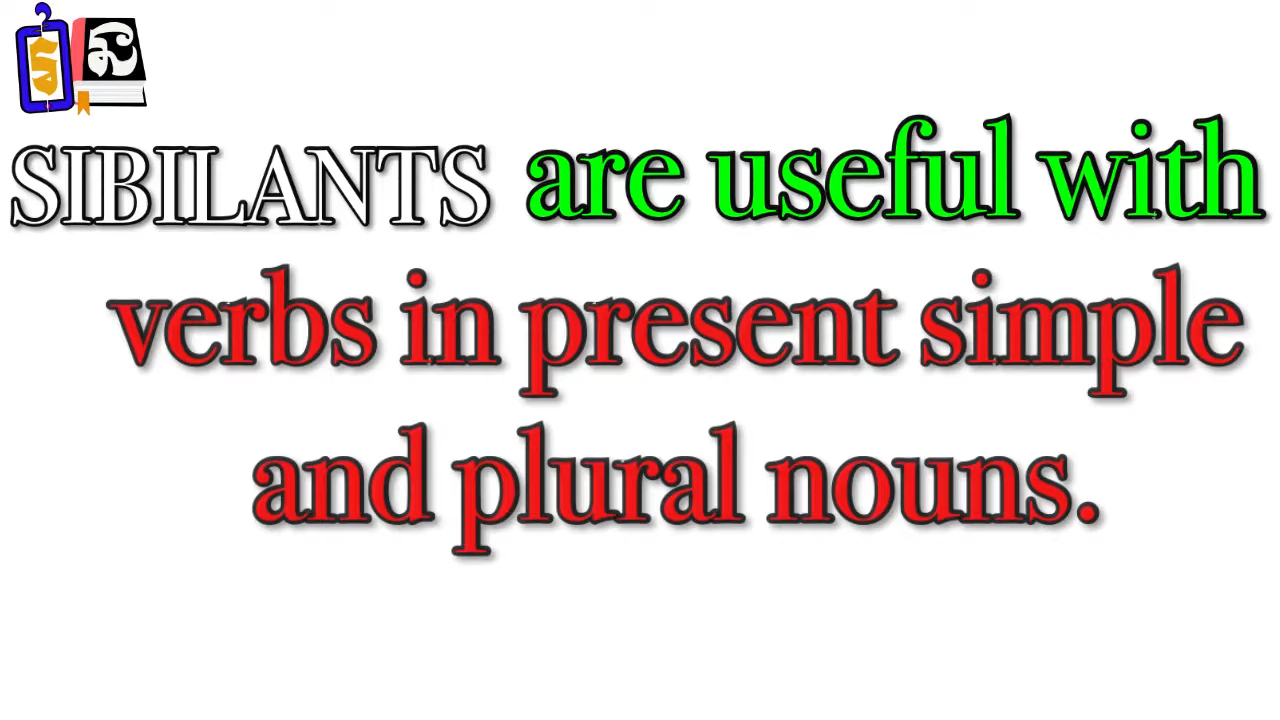 SIBILANTS are useful with
verbs in present simple
and plural nouns.